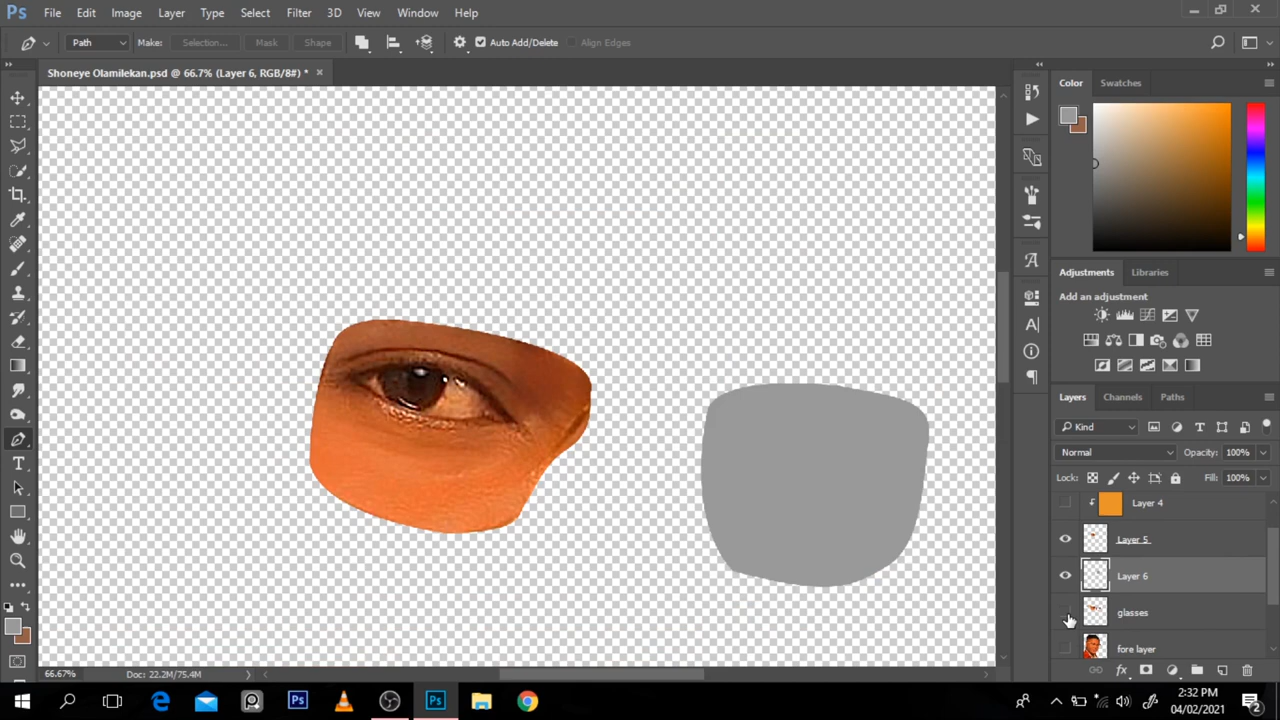 Ps File Edit Image Layer Type Select Filter 3D View Window Help
Path Make: Selection... Mask Shape Auto Add/Delete Align Edges
Shoneye Olamilekan.psd @ 66.7% (Layer 6, RGB/8#) * ×
Color Swatches
Adjustments Libraries
Add an adjustment
Layers Channels Paths
Kind
Normal Opacity: 100%
Lock: Fill: 100%
Layer 4
Layer 5
Layer 6
glasses
fore layer
66.67% Doc: 22.2M/75.4M
2:32 PM
04/02/2021
2